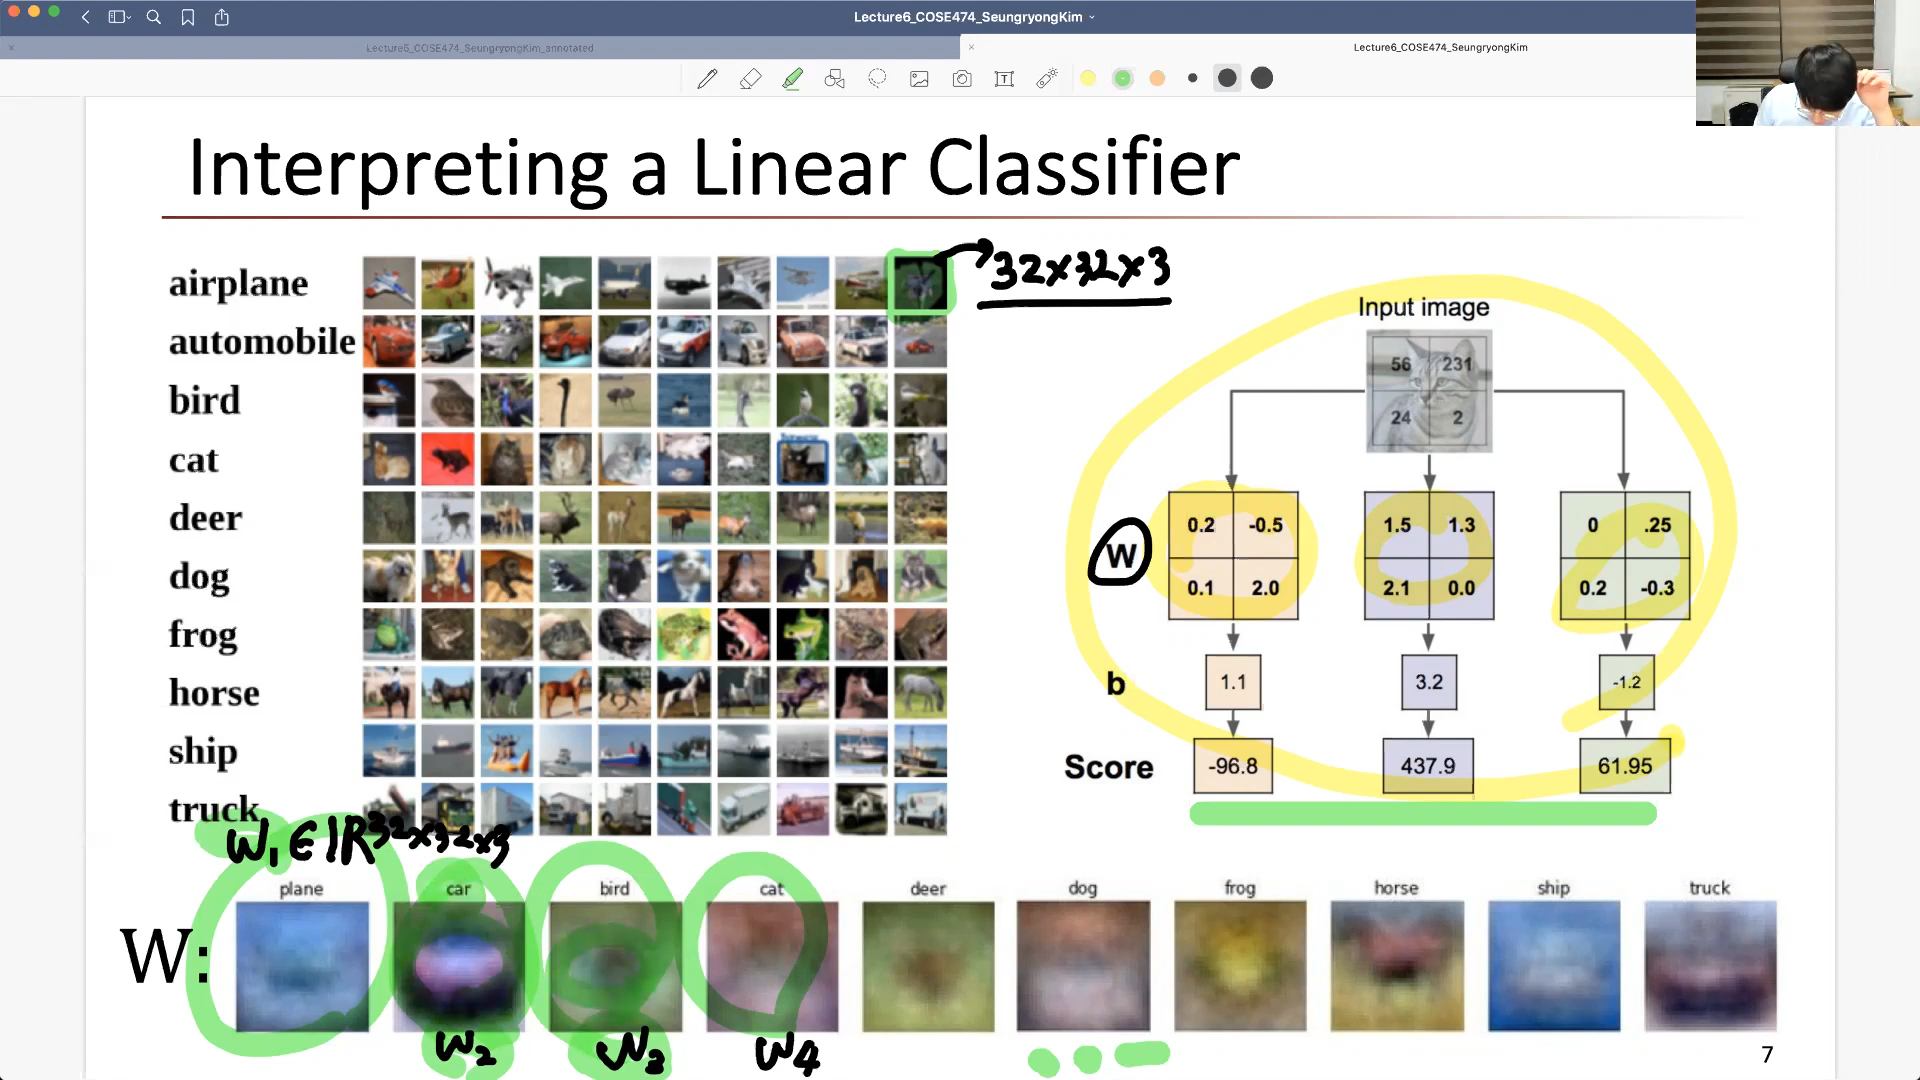 Lecture6_COSE474_SeungryongKim
Lecture5_COSE474_SeungryongKim_annotated
Lecture6_COSE474_SeungryongKim
Interpreting a Linear Classifier
airplane
automobile
bird
cat
deer
dog
frog
horse
ship
truck
32x32x3
Input image
56 231
24 2
W
0.2 -0.5
0.1 2.0
1.5 1.3
2.1 0.0
0 .25
0.2 -0.3
b
1.1
3.2
-1.2
Score
-96.8
437.9
61.95
W₁ ∈ ℝ³²ˣ³²ˣ³
W:
plane
car
bird
cat
deer
dog
frog
horse
ship
truck
W₂
W₃
W₄
7